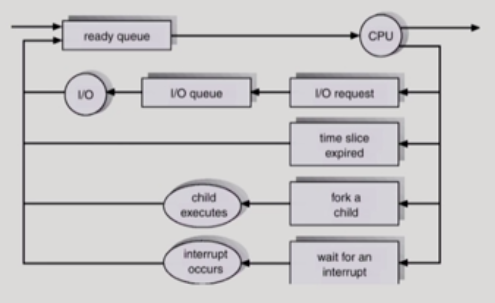 ready queue
CPU
I/O
I/O queue
I/O request
time slice
expired
child
executes
fork a
child
interrupt
occurs
wait for an
interrupt